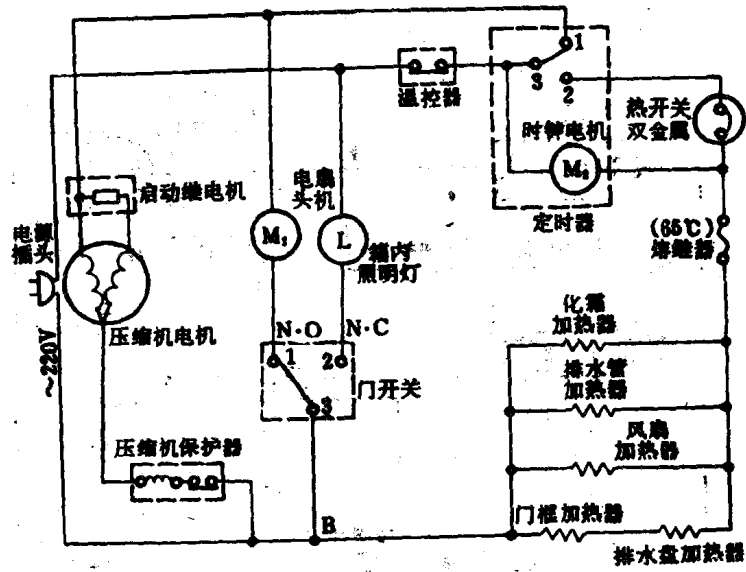 1
3
2
温控器
热开关
双金属
时钟电机
M₂
定时器
启动继电机
电扇
头机
电源
插头
M₁
L
箱内
照明灯
(65℃)
熔继器
~220V
压缩机电机
N·O
N·C
1
2
3
门开关
化霜
加热器
排水管
加热器
风扇
加热器
压缩机保护器
B
门框加热器
排水盘加热器